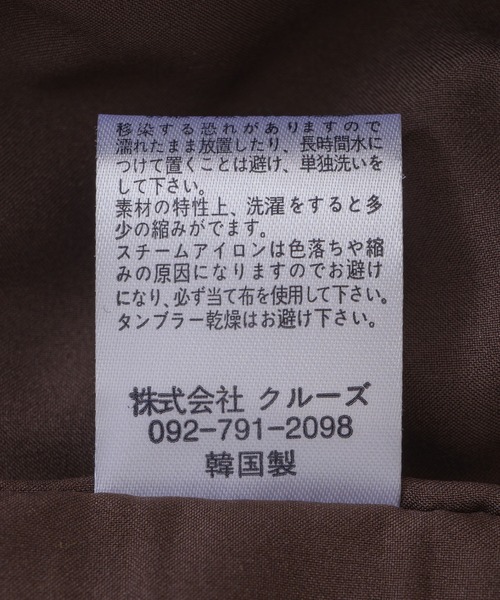 移染する恐れがありますので
濡れたまま放置したり、長時間水に
つけて置くことは避け、単独洗いを
して下さい。
素材の特性上、洗濯をすると多
少の縮みがでます。
スチームアイロンは色落ちや縮
みの原因になりますのでお避け
になり、必ず当て布を使用して下さい。
タンブラー乾燥はお避け下さい。
株式会社 クルーズ
092-791-2098
韓国製